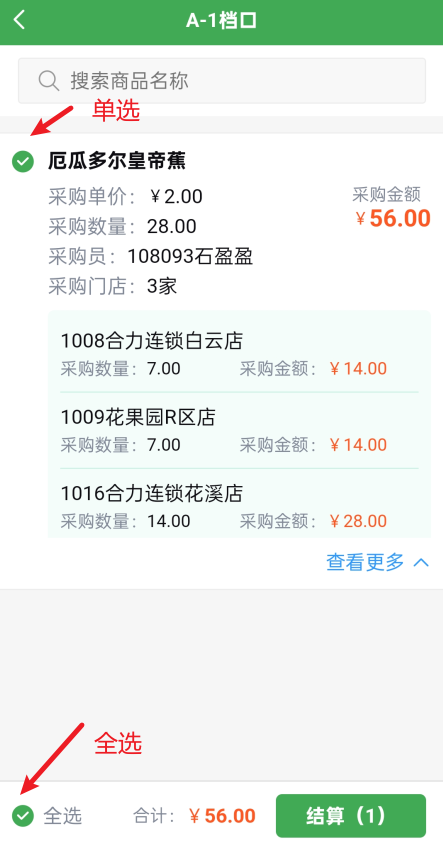 A-1档口
搜索商品名称
单选
厄瓜多尔皇帝蕉
采购单价：￥2.00
采购金额
￥56.00
采购数量：28.00
采购员：108093石盈盈
采购门店：3家
1008合力连锁白云店
采购数量：7.00 采购金额：￥14.00
1009花果园R区店
采购数量：7.00 采购金额：￥14.00
1016合力连锁花溪店
采购数量：14.00 采购金额：￥28.00
查看更多
全选
全选 合计：￥56.00 结算（1）